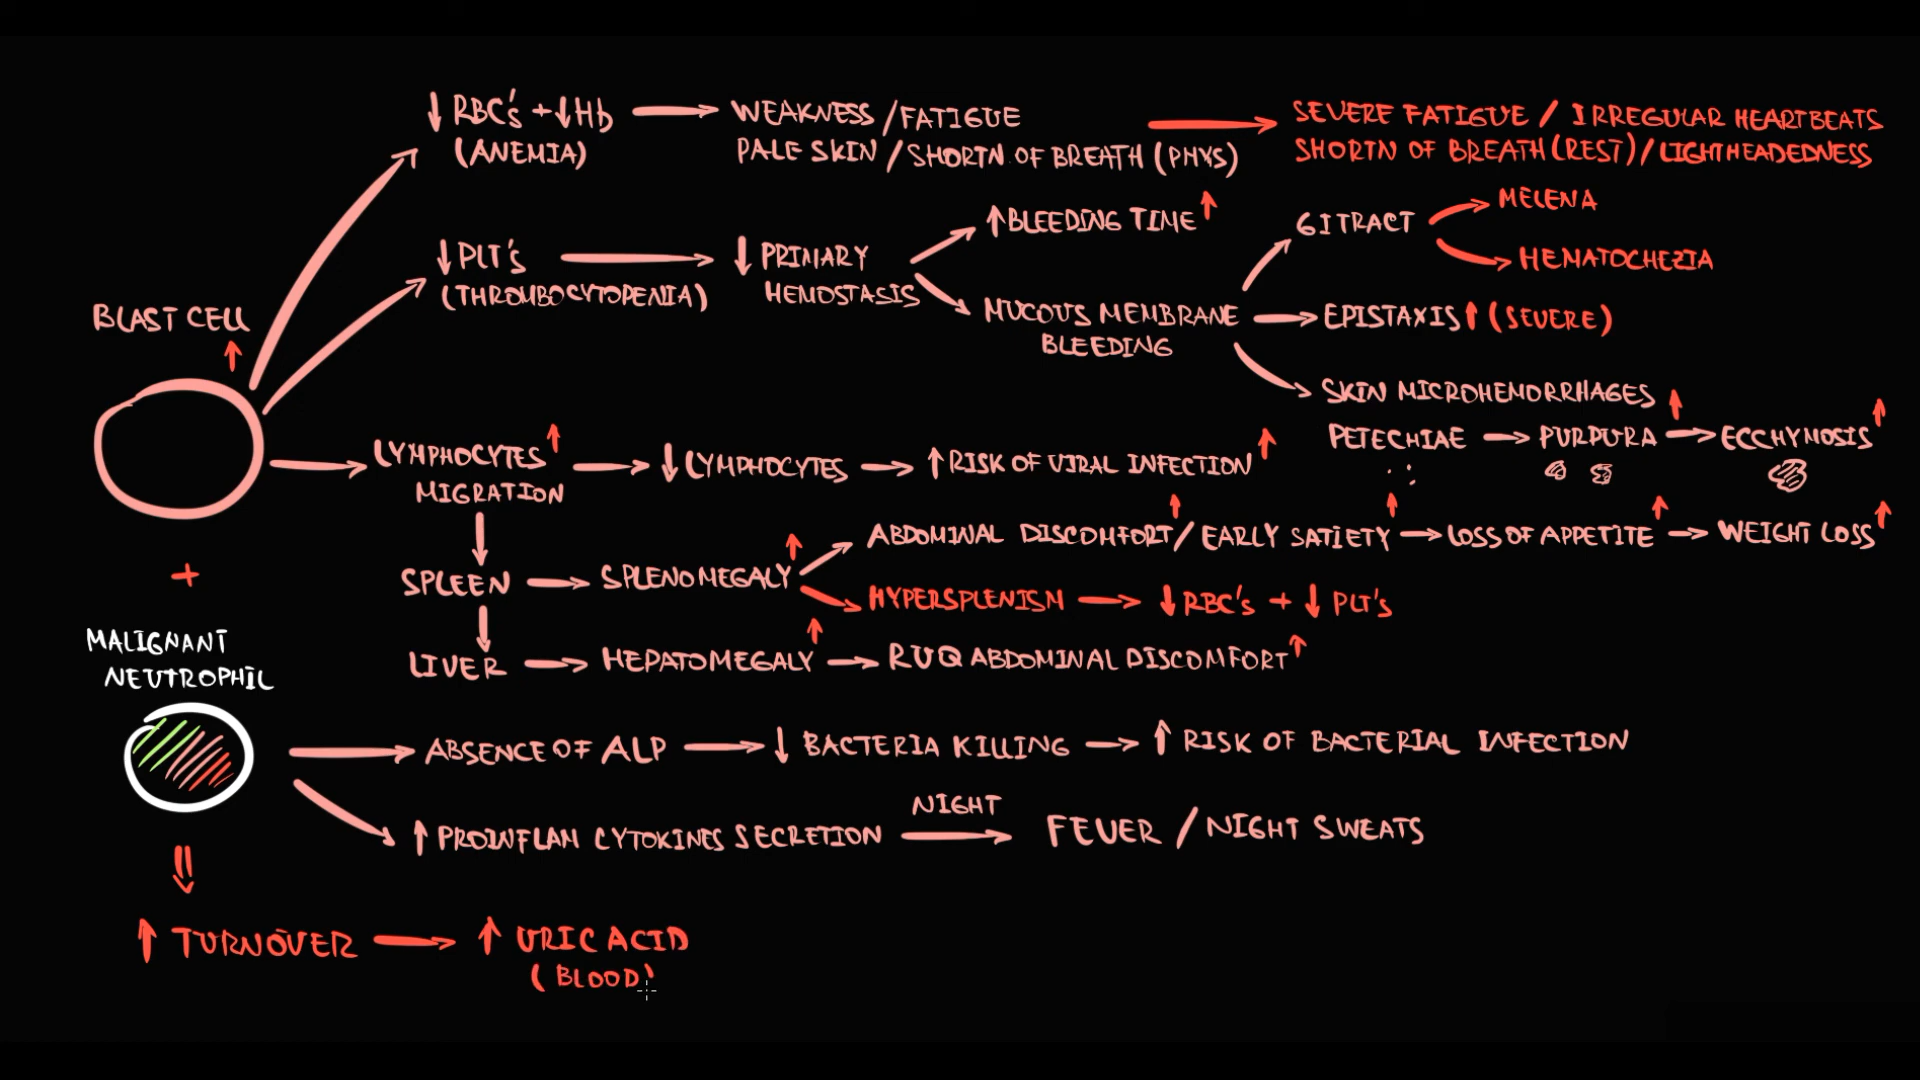 ↓ RBC's + ↓ Hb → WEAKNESS / FATIGUE → SEVERE FATIGUE / IRREGULAR HEARTBEATS
(ANEMIA) PALE SKIN / SHORTN. OF BREATH (PHYS) SHORTN OF BREATH (REST) / LIGHTHEADEDNESS
MELENA
↑ BLEEDING TIME ↑ GI TRACT
↓ PLT's → ↓ PRIMARY HEMATOCHEZIA
(THROMBOCYTOPENIA) HEMOSTASIS
BLAST CELL ↑ MUCOUS MEMBRANE → EPISTAXIS ↑ (SEVERE)
BLEEDING
SKIN MICROHEMORRHAGES ↑
PETECHIAE → PURPURA → ECCHYMOSIS ↑
LYMPHOCYTES ↑ → ↓ LYMPHOCYTES → ↑ RISK OF VIRAL INFECTION ↑
MIGRATION
ABDOMINAL DISCOMFORT ↑ / EARLY SATIETY ↑ → LOSS OF APPETITE ↑ → WEIGHT LOSS ↑
+
SPLEEN → SPLENOMEGALY ↑
HYPERSPLENISM → ↓ RBC's + ↓ PLT's
MALIGNANT
NEUTROPHIL
LIVER → HEPATOMEGALY ↑ → RUQ ABDOMINAL DISCOMFORT ↑
ABSENCE OF ALP → ↓ BACTERIA KILLING → ↑ RISK OF BACTERIAL INFECTION
NIGHT
↑ PROINFLAM CYTOKINES SECRETION → FEVER / NIGHT SWEATS
↑ TURNOVER → ↑ URIC ACID
(BLOOD)